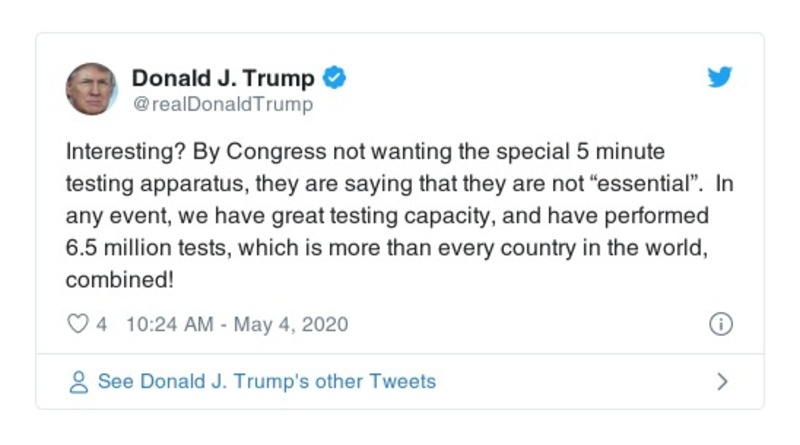 Donald J. Trump
@realDonaldTrump
Interesting? By Congress not wanting the special 5 minute
testing apparatus, they are saying that they are not “essential”.  In
any event, we have great testing capacity, and have performed
6.5 million tests, which is more than every country in the world,
combined!
4 10:24 AM - May 4, 2020
See Donald J. Trump's other Tweets